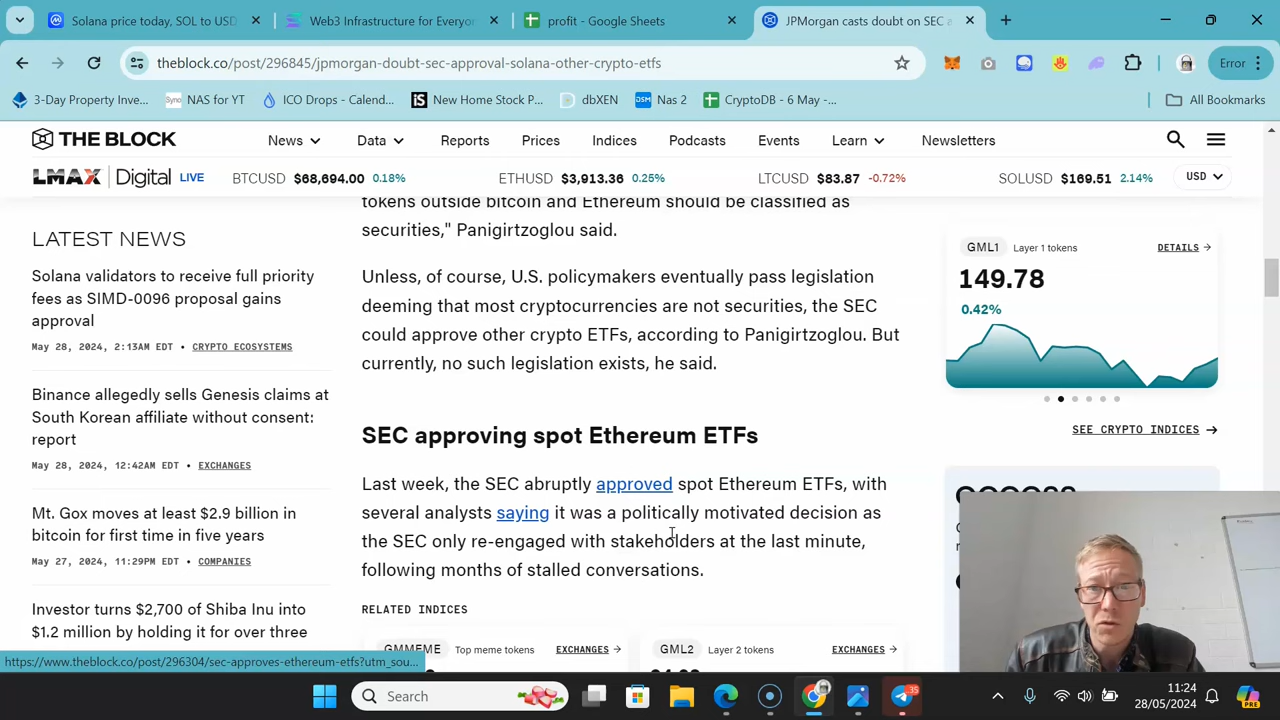 Solana price today, SOL to USD
Web3 Infrastructure for Everyon
profit - Google Sheets
JPMorgan casts doubt on SEC a
theblock.co/post/296845/jpmorgan-doubt-sec-approval-solana-other-crypto-etfs
Error
3-Day Property Inve...
NAS for YT
ICO Drops - Calend...
New Home Stock P...
dbXEN
Nas 2
CryptoDB - 6 May -...
All Bookmarks
THE BLOCK
News
Data
Reports
Prices
Indices
Podcasts
Events
Learn
Newsletters
LMAX Digital LIVE
BTCUSD $68,694.00 0.18%
ETHUSD $3,913.36 0.25%
LTCUSD $83.87 -0.72%
SOLUSD $169.51 2.14%
USD
LATEST NEWS
Solana validators to receive full priority
fees as SIMD-0096 proposal gains
approval
May 28, 2024, 2:13AM EDT • CRYPTO ECOSYSTEMS
Binance allegedly sells Genesis claims at
South Korean affiliate without consent:
report
May 28, 2024, 12:42AM EDT • EXCHANGES
Mt. Gox moves at least $2.9 billion in
bitcoin for first time in five years
May 27, 2024, 11:29PM EDT • COMPANIES
Investor turns $2,700 of Shiba Inu into
$1.2 million by holding it for over three
tokens outside bitcoin and Ethereum should be classified as
securities," Panigirtzoglou said.
Unless, of course, U.S. policymakers eventually pass legislation
deeming that most cryptocurrencies are not securities, the SEC
could approve other crypto ETFs, according to Panigirtzoglou. But
currently, no such legislation exists, he said.
SEC approving spot Ethereum ETFs
Last week, the SEC abruptly approved spot Ethereum ETFs, with
several analysts saying it was a politically motivated decision as
the SEC only re-engaged with stakeholders at the last minute,
following months of stalled conversations.
RELATED INDICES
GMMEME Top meme tokens EXCHANGES
GML2 Layer 2 tokens EXCHANGES
GML1 Layer 1 tokens DETAILS
149.78
0.42%
SEE CRYPTO INDICES
https://www.theblock.co/post/296304/sec-approves-ethereum-etfs?utm_sou...
Search
35
11:24
28/05/2024
PRE